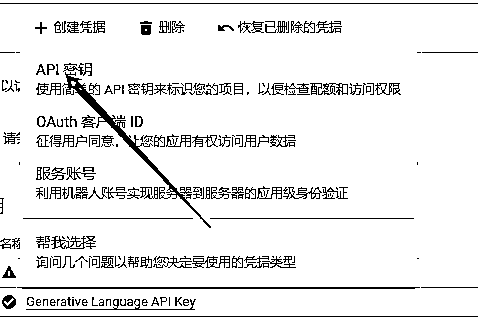 创建凭据 删除 恢复已删除的凭据
API 密钥
使用简单的 API 密钥来标识您的项目，以便检查配额和访问权限
OAuth 客户端 ID
征得用户同意，让您的应用有权访问用户数据
服务账号
利用机器人账号实现服务器到服务器的应用级身份验证
名称
帮我选择
询问几个问题以帮助您决定要使用的凭据类型
Generative Language API Key